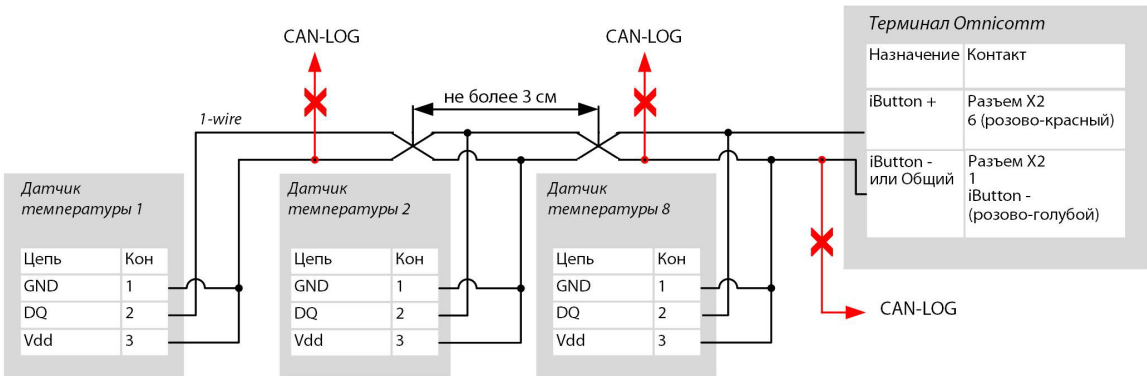 CAN-LOG
CAN-LOG
не более 3 см
1-wire
Терминал Omnicomm
Назначение Контакт
iButton + Разъем X2
6 (розово-красный)
iButton - Разъем X2
или Общий 1
iButton -
(розово-голубой)
CAN-LOG
Датчик
температуры 1
Цепь Кон
GND 1
DQ 2
Vdd 3
Датчик
температуры 2
Цепь Кон
GND 1
DQ 2
Vdd 3
Датчик
температуры 8
Цепь Кон
GND 1
DQ 2
Vdd 3